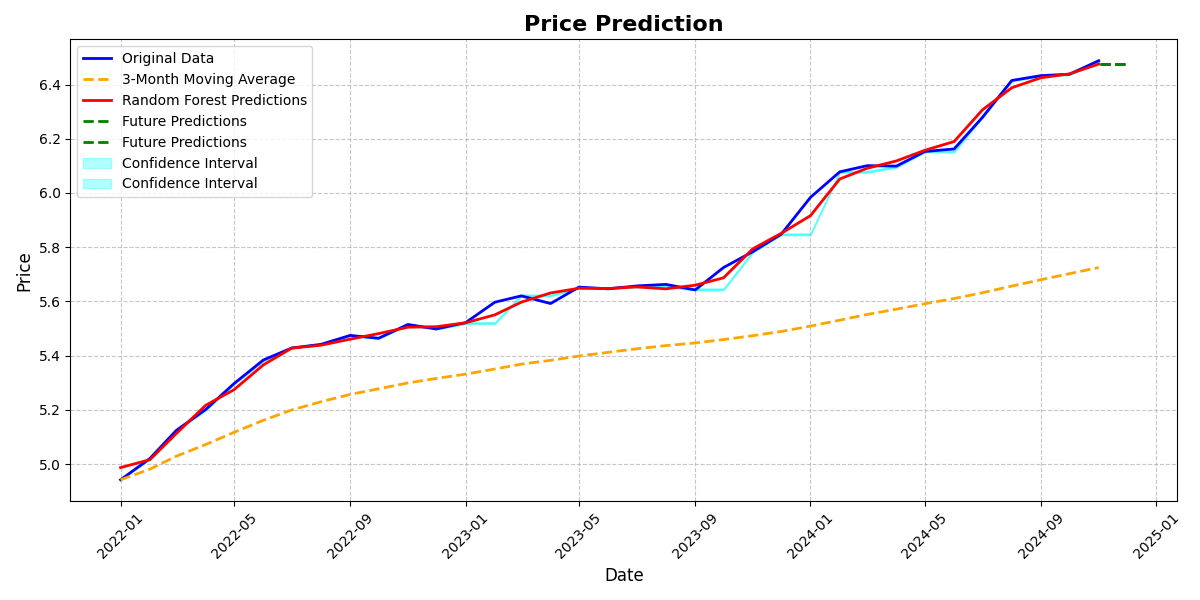 Price Prediction
Original Data
3-Month Moving Average
Random Forest Predictions
Future Predictions
Future Predictions
Confidence Interval
Confidence Interval
Price
6.4
6.2
6.0
5.8
5.6
5.4
5.2
5.0
2022-01
2022-05
2022-09
2023-01
2023-05
2023-09
2024-01
2024-05
2024-09
2025-01
Date